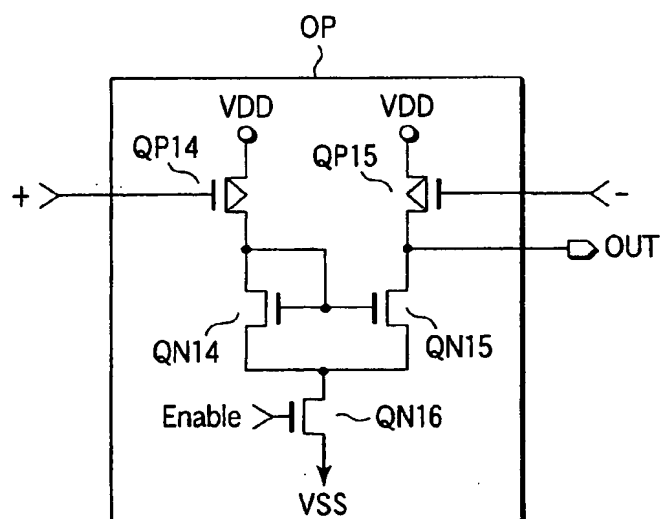 OP
VDD VDD
QP14 QP15
+ -
OUT
QN14 QN15
Enable QN16
VSS